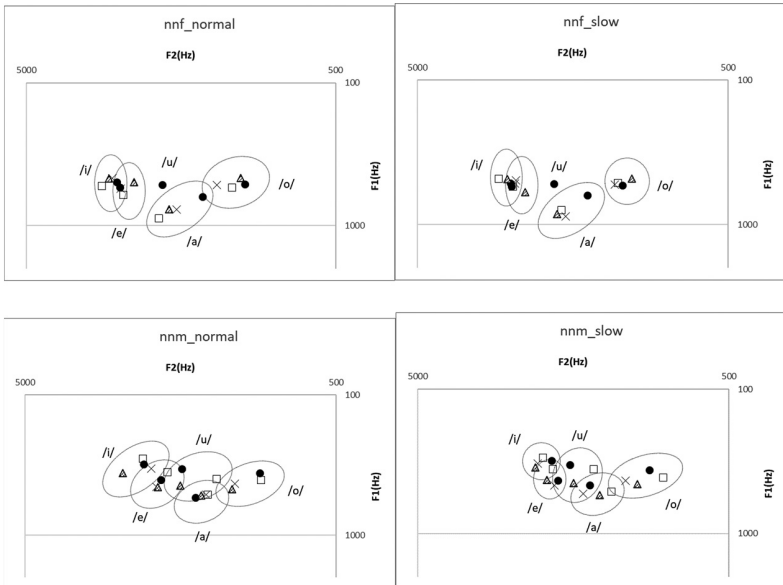 nnf_normal
F2(Hz)
5000 500
100
/i/ /u/
/o/
F1(Hz)
/e/ /a/
1000
nnf_slow
F2(Hz)
5000 500
100
/i/ /u/
/o/
F1(Hz)
/e/
/a/
1000
nnm_normal
F2(Hz)
5000 500
100
/i/ /u/
/o/
F1(Hz)
/e/
/a/
1000
nnm_slow
F2(Hz)
5000 500
100
/i/ /u/
/o/
F1(Hz)
/e/
/a/
1000